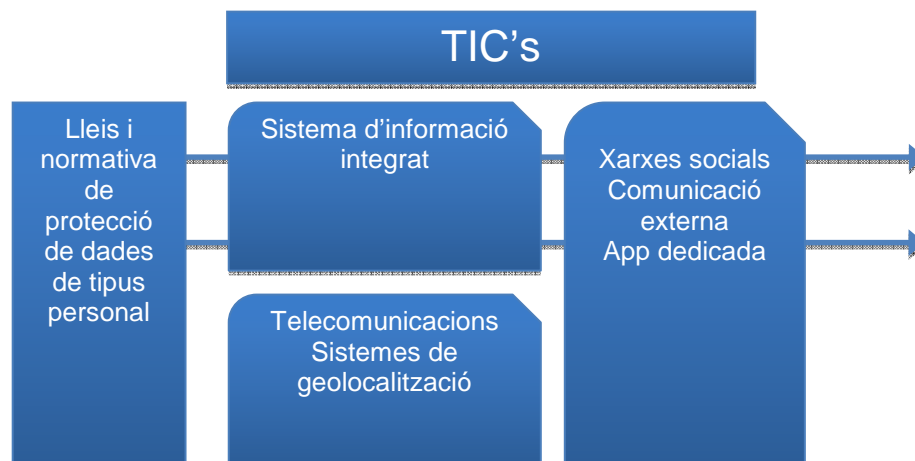 TIC’s
Lleis i
normativa
de
protecció
de dades
de tipus
personal
Sistema d’informació
integrat
Telecomunicacions
Sistemes de
geolocalització
Xarxes socials
Comunicació
externa
App dedicada